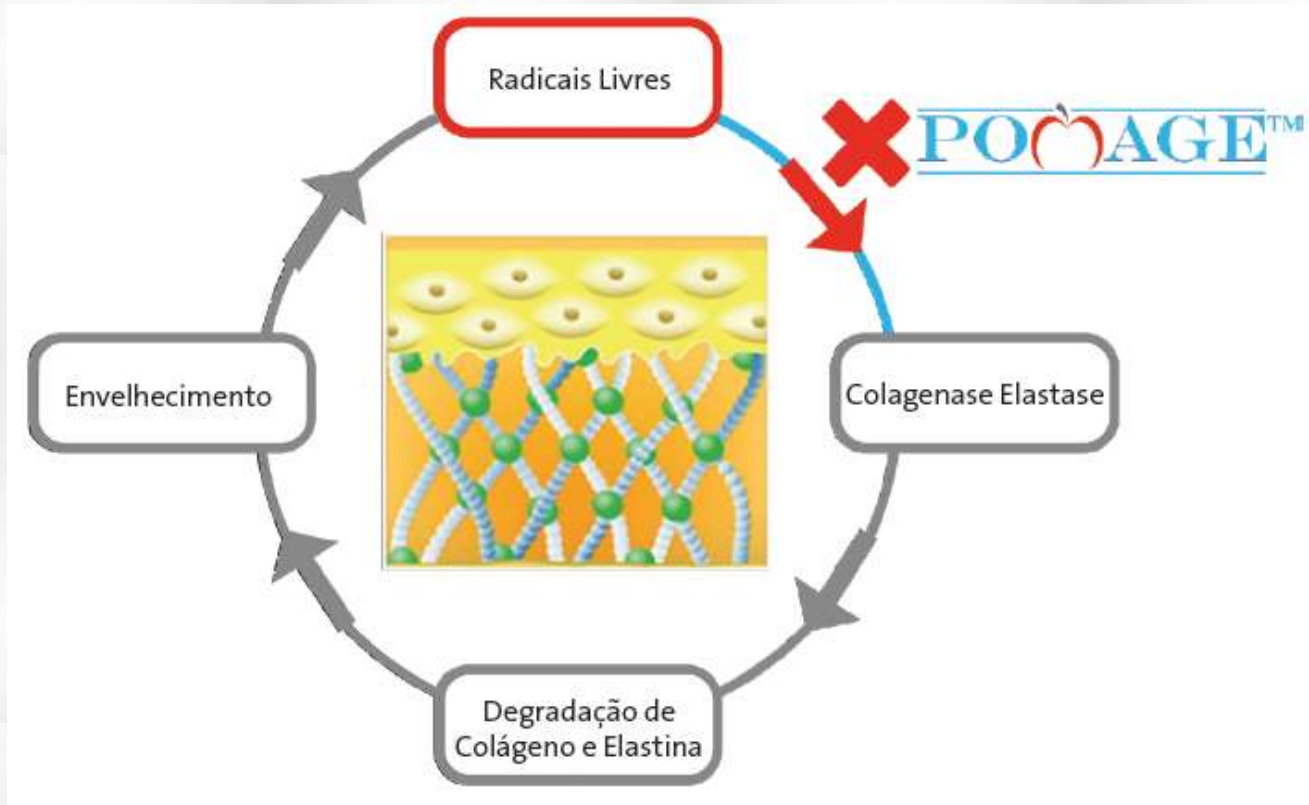 Radicais Livres
POMAGE™
Colagenase Elastase
Degradação de
Colágeno e Elastina
Envelhecimento